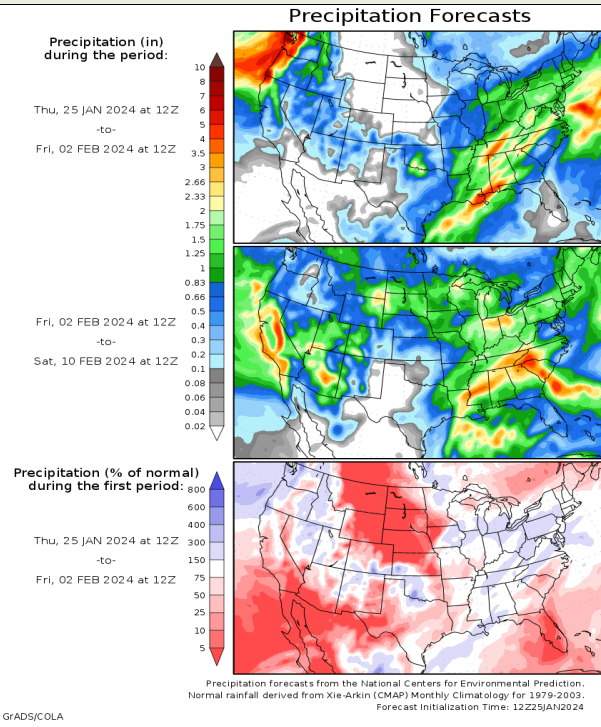 Precipitation Forecasts
Precipitation (in)
during the period:
Thu, 25 JAN 2024 at 12Z
-to-
Fri, 02 FEB 2024 at 12Z
10
8
7
6
5
4
3.5
3
2.66
2.33
2
1.75
1.5
1.25
1
0.83
0.66
0.5
0.4
0.3
0.2
0.1
0.08
0.06
0.04
0.02
Fri, 02 FEB 2024 at 12Z
-to-
Sat, 10 FEB 2024 at 12Z
Precipitation (% of normal)
during the first period:
Thu, 25 JAN 2024 at 12Z
-to-
Fri, 02 FEB 2024 at 12Z
800
600
400
300
150
75
50
25
10
5
Precipitation forecasts from the National Centers for Environmental Prediction.
Normal rainfall derived from Xie-Arkin (CMAP) Monthly Climatology for 1979-2003.
Forecast Initialization Time: 12Z25JAN2024
GrADS/COLA